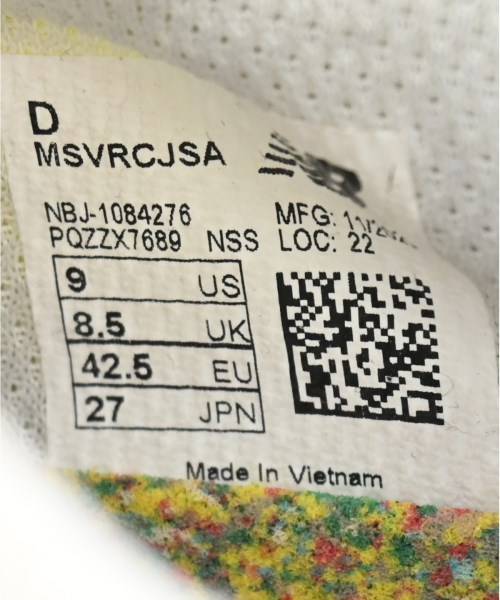 D
MSVRCJSA
NBJ-1084276
MFG:
PQZZX7689 NSS LOC: 22
9 US
8.5 UK
42.5 EU
27 JPN
Made In Vietnam